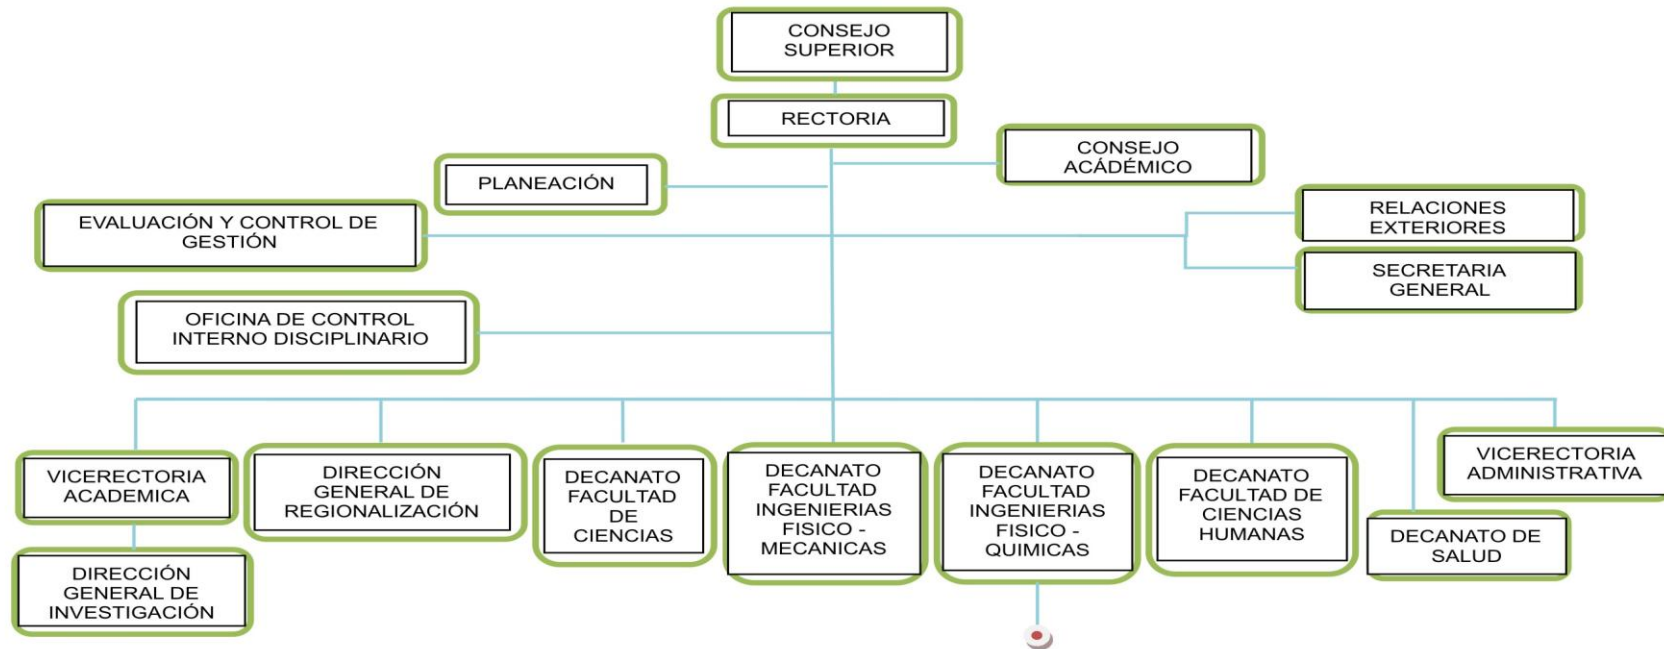 CONSEJO
SUPERIOR
RECTORIA
CONSEJO
ACÁDÉMICO
PLANEACIÓN
RELACIONES
EXTERIORES
EVALUACIÓN Y CONTROL DE
GESTIÓN
SECRETARIA
GENERAL
OFICINA DE CONTROL
INTERNO DISCIPLINARIO
VICERECTORIA
ACADEMICA
DIRECCIÓN
GENERAL DE
REGIONALIZACIÓN
DECANATO
FACULTAD
DE
CIENCIAS
DECANATO
FACULTAD
INGENIERIAS
FISICO -
MECANICAS
DECANATO
FACULTAD
INGENIERIAS
FISICO -
QUIMICAS
DECANATO
FACULTAD DE
CIENCIAS
HUMANAS
DECANATO DE
SALUD
VICERECTORIA
ADMINISTRATIVA
DIRECCIÓN
GENERAL DE
INVESTIGACIÓN